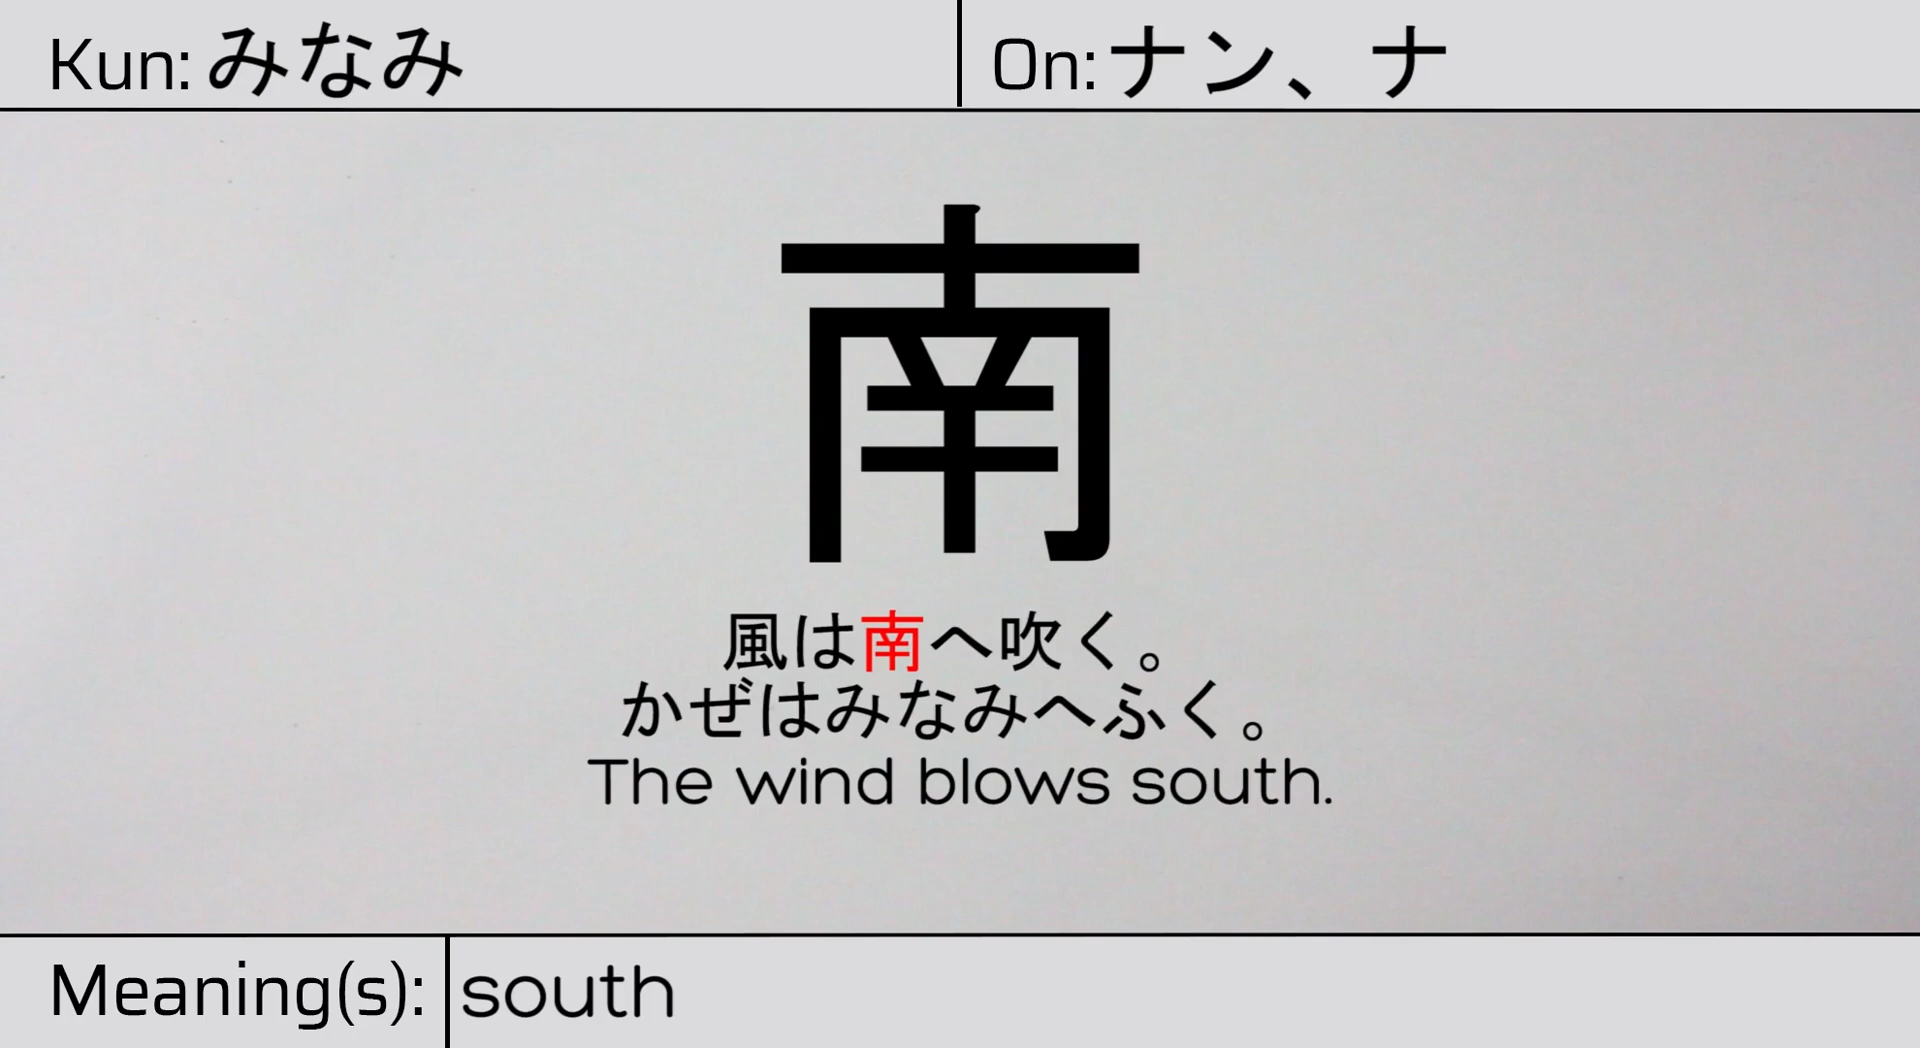 Kun: みなみ
On: ナン、ナ
南
風は南へ吹く。
かぜはみなみへふく。
The wind blows south.
Meaning(s): south